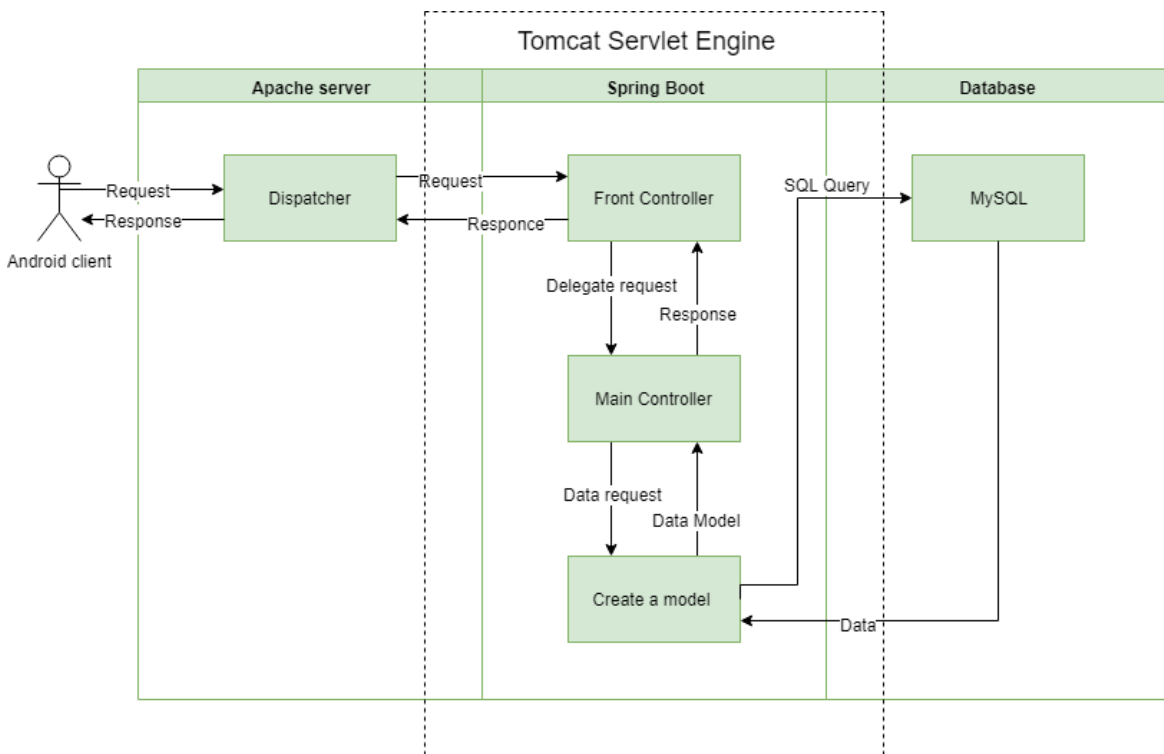 Tomcat Servlet Engine
Apache server
Spring Boot
Database
Request
Response
Android client
Dispatcher
Request
Responce
Front Controller
SQL Query
MySQL
Delegate request
Response
Main Controller
Data request
Data Model
Create a model
Data